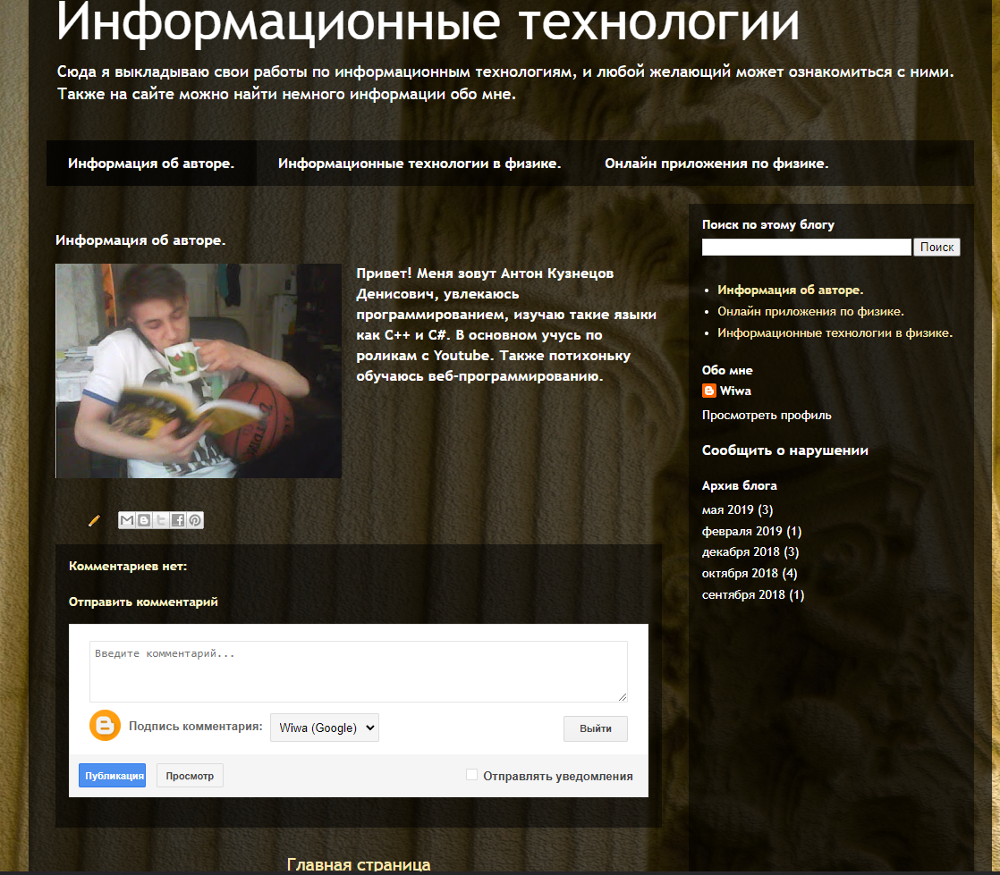 Информационные технологии
Сюда я выкладываю свои работы по информационным технологиям, и любой желающий может ознакомиться с ними.
Также на сайте можно найти немного информации обо мне.
Информация об авторе.
Информационные технологии в физике.
Онлайн приложения по физике.
Информация об авторе.
Привет! Меня зовут Антон Кузнецов
Денисович, увлекаюсь
программированием, изучаю такие языки
как С++ и С#. В основном учусь по
роликам с Youtube. Также потихоньку
обучаюсь веб-программированию.
Комментариев нет:
Отправить комментарий
Введите комментарий...
Подпись комментария:
Wiwa (Google)
Выйти
Публикация
Просмотр
Отправлять уведомления
Главная страница
Поиск по этому блогу
Поиск
Информация об авторе.
Онлайн приложения по физике.
Информационные технологии в физике.
Обо мне
Wiwa
Просмотреть профиль
Сообщить о нарушении
Архив блога
мая 2019 (3)
февраля 2019 (1)
декабря 2018 (3)
октября 2018 (4)
сентября 2018 (1)